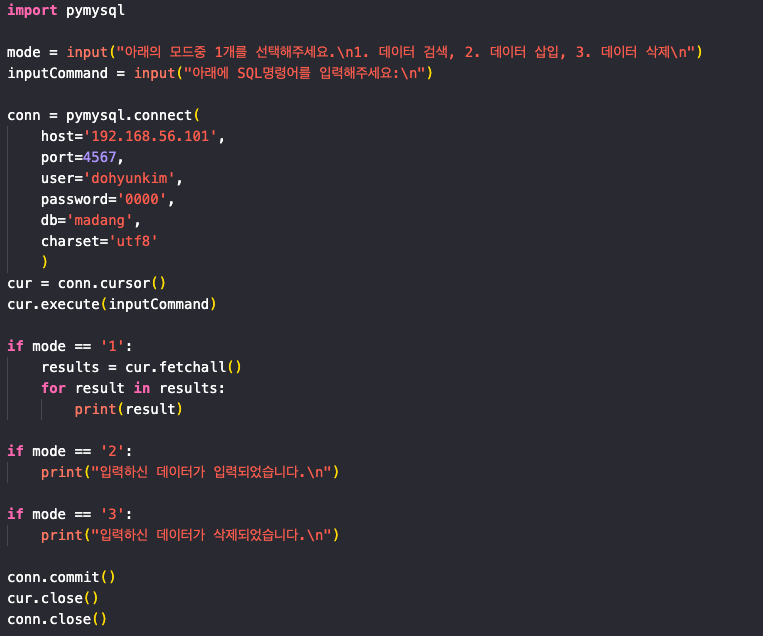 import pymysql
mode = input("아래의 모드중 1개를 선택해주세요.\n1. 데이터 검색, 2. 데이터 삽입, 3. 데이터 삭제\n")
inputCommand = input("아래에 SQL명령어를 입력해주세요:\n")
conn = pymysql.connect(
    host='192.168.56.101',
    port=4567,
    user='dohyunkim',
    password='0000',
    db='madang',
    charset='utf8'
    )
cur = conn.cursor()
cur.execute(inputCommand)
if mode == '1':
    results = cur.fetchall()
    for result in results:
        print(result)
if mode == '2':
    print("입력하신 데이터가 입력되었습니다.\n")
if mode == '3':
    print("입력하신 데이터가 삭제되었습니다.\n")
conn.commit()
cur.close()
conn.close()